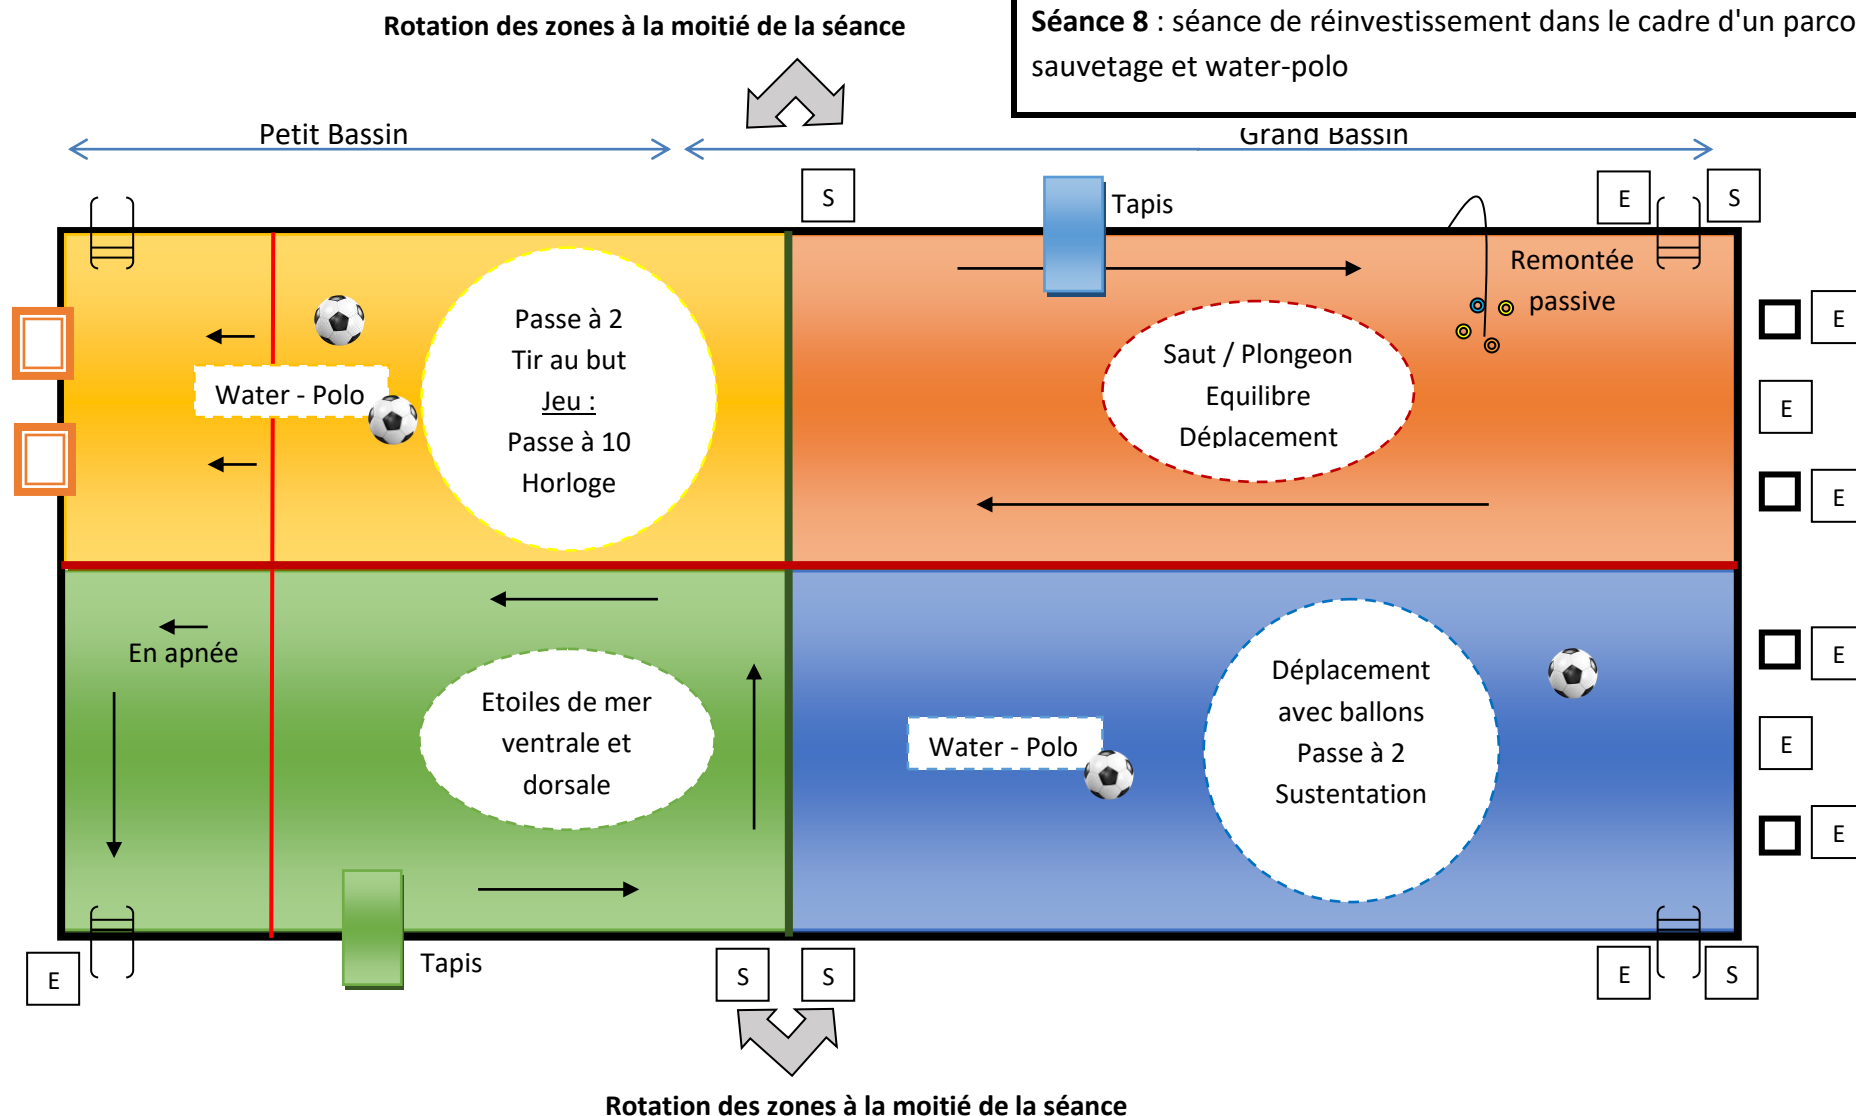 Rotation des zones à la moitié de la séance
Séance 8 : séance de réinvestissement dans le cadre d'un parco
sauvetage et water-polo
Petit Bassin
Grand Bassin
S
Tapis
E
S
Remontée
passive
Passe à 2
Tir au but
Jeu :
Passe à 10
Horloge
Water - Polo
Saut / Plongeon
Equilibre
Déplacement
E
E
E
En apnée
Etoiles de mer
ventrale et
dorsale
Water - Polo
Déplacement
avec ballons
Passe à 2
Sustentation
E
E
E
E
Tapis
S
S
E
S
Rotation des zones à la moitié de la séance